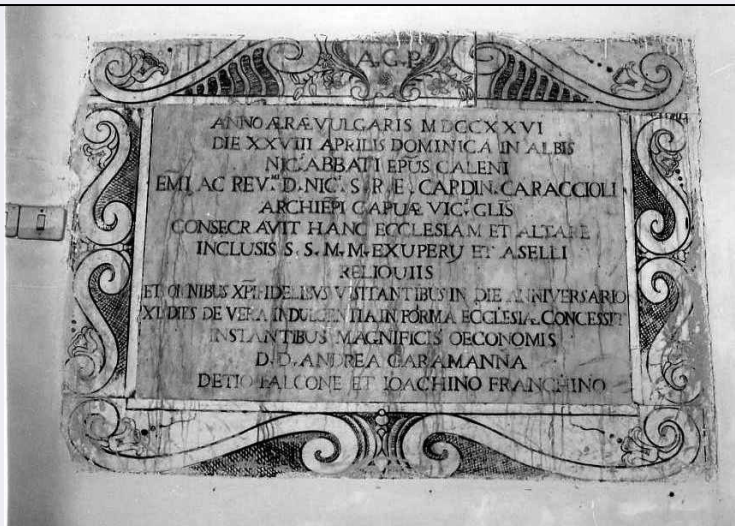 A.G.P.
ANNO ÆRÆ VULGARIS MDCCXXVI
DIE XXVIII APRILIS DOMINICA IN ALBIS
NIC. ABBATI EPUS CALENI
EMI AC REV. D. NIC. S. R. E. CARDIN. CARACCIOLI
ARCHIEPI CAPUÆ VIC. GLIS
CONSECRAVIT HANC ECCLESIAM ET ALTARE
INCLUSIS S. S. M. M. EXUPERIJ ET ASELLI
RELIQUIIS
ET OMNIBUS XPI FIDELIBVS VISITANTIBUS IN DIE ANNIVERSARIO
XL DIES DE VERA INDULGENTIA IN FORMA ECCLESIÆ CONCESSIT
INSTANTIBUS MAGNIFICIS OECONOMIS
D. D. ANDREA CARAMANNA
DETIO FALCONE ET IOACHINO FRANCHINO